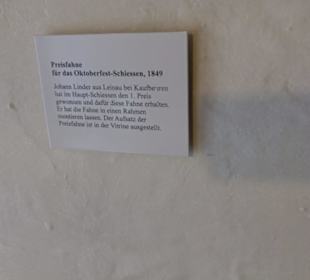 Preisfahne
für das Oktoberfest-Schiessen, 1849
Johann Linder aus Leinau bei Kaufbeuren
hat im Haupt-Schiessen den 1. Preis
gewonnen und dafür diese Fahne erhalten.
Er hat die Fahne in einen Rahmen
montieren lassen. Der Aufsatz der
Preisfahne ist in der Vitrine ausgestellt.